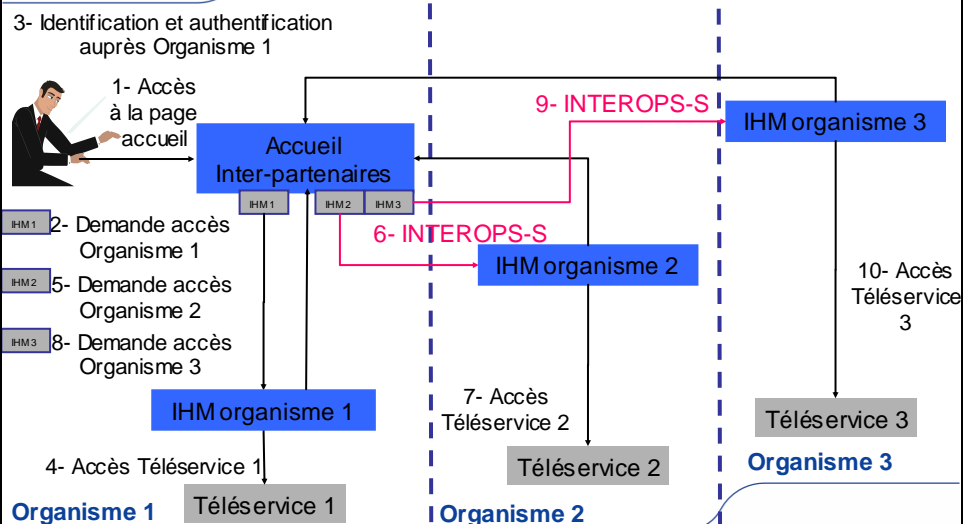 3- Identification et authentification
auprès Organisme 1
1- Accès
à la page
accueil
Accueil
Inter-partenaires
IHM1
IHM2
IHM3
9- INTEROPS-S
IHM organisme 3
6- INTEROPS-S
IHM organisme 2
IHM1
2- Demande accès
Organisme 1
IHM2
5- Demande accès
Organisme 2
IHM3
8- Demande accès
Organisme 3
10- Accès
Téléservice
3
IHM organisme 1
7- Accès
Téléservice 2
Téléservice 3
4- Accès Téléservice 1
Téléservice 2
Organisme 3
Organisme 1
Téléservice 1
Organisme 2